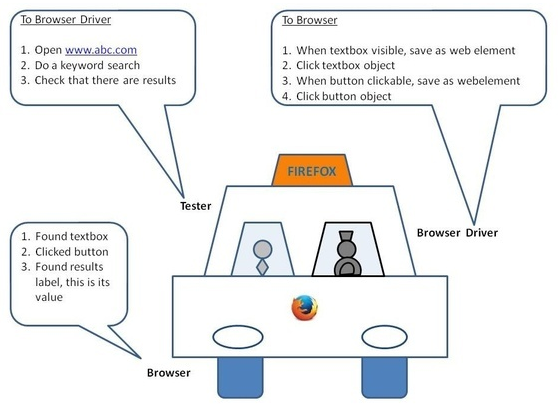 To Browser Driver
1. Open www.abc.com
2. Do a keyword search
3. Check that there are results
To Browser
1. When textbox visible, save as web element
2. Click textbox object
3. When button clickable, save as webelement
4. Click button object
FIREFOX
Tester
Browser Driver
1. Found textbox
2. Clicked button
3. Found results
label, this is its
value
Browser